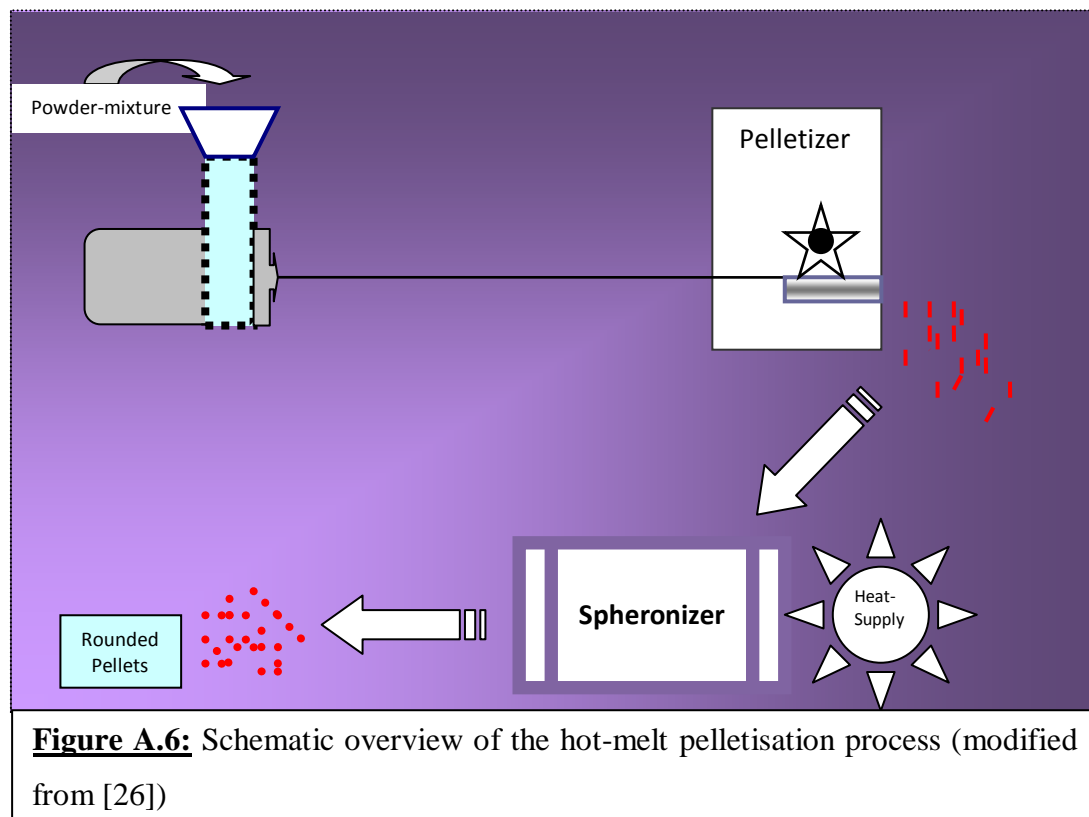 Powder-mixture
Pelletizer
Spheronizer
Heat-
Supply
Rounded
Pellets
Figure A.6: Schematic overview of the hot-melt pelletisation process (modified
from [26])